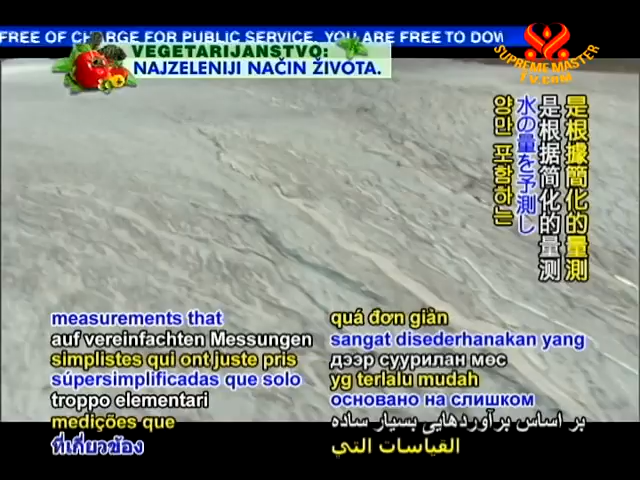 FREE OF CHARGE FOR PUBLIC SERVICE. YOU ARE FREE TO DOW
VEGETARIJANSTVO:
NAJZELENIJI NAČIN ŽIVOTA.
SUPREME MASTER
TV.COM
是根據簡化的量測
是根据简化的量测
水の量を予測し
양만 포함하는
measurements that
auf vereinfachten Messungen
simplistes qui ont juste pris
súpersimplificadas que solo
troppo elementari
medições que
ที่เกี่ยวข้อง
quá đơn giản
sangat disederhanakan yang
дээр суурилан мөс
yg terlalu mudah
основано на слишком
بر اساس برآوردهایی بسیار ساده
القياسات التي